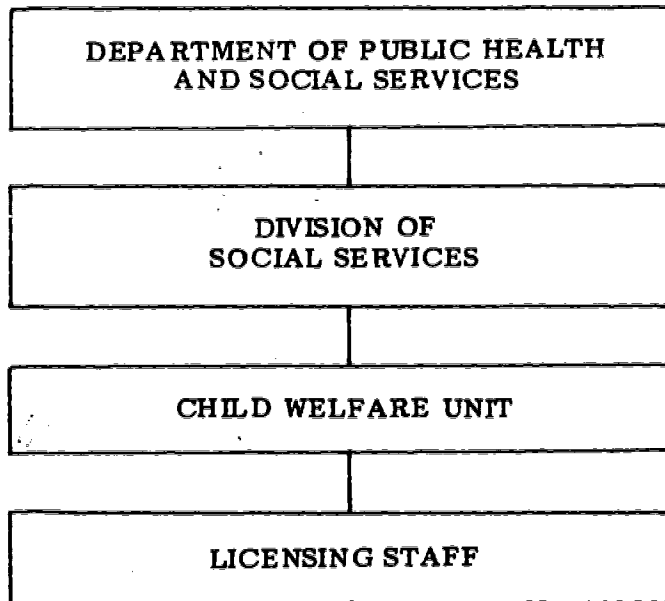 DEPARTMENT OF PUBLIC HEALTH
AND SOCIAL SERVICES
DIVISION OF
SOCIAL SERVICES
CHILD WELFARE UNIT
LICENSING STAFF